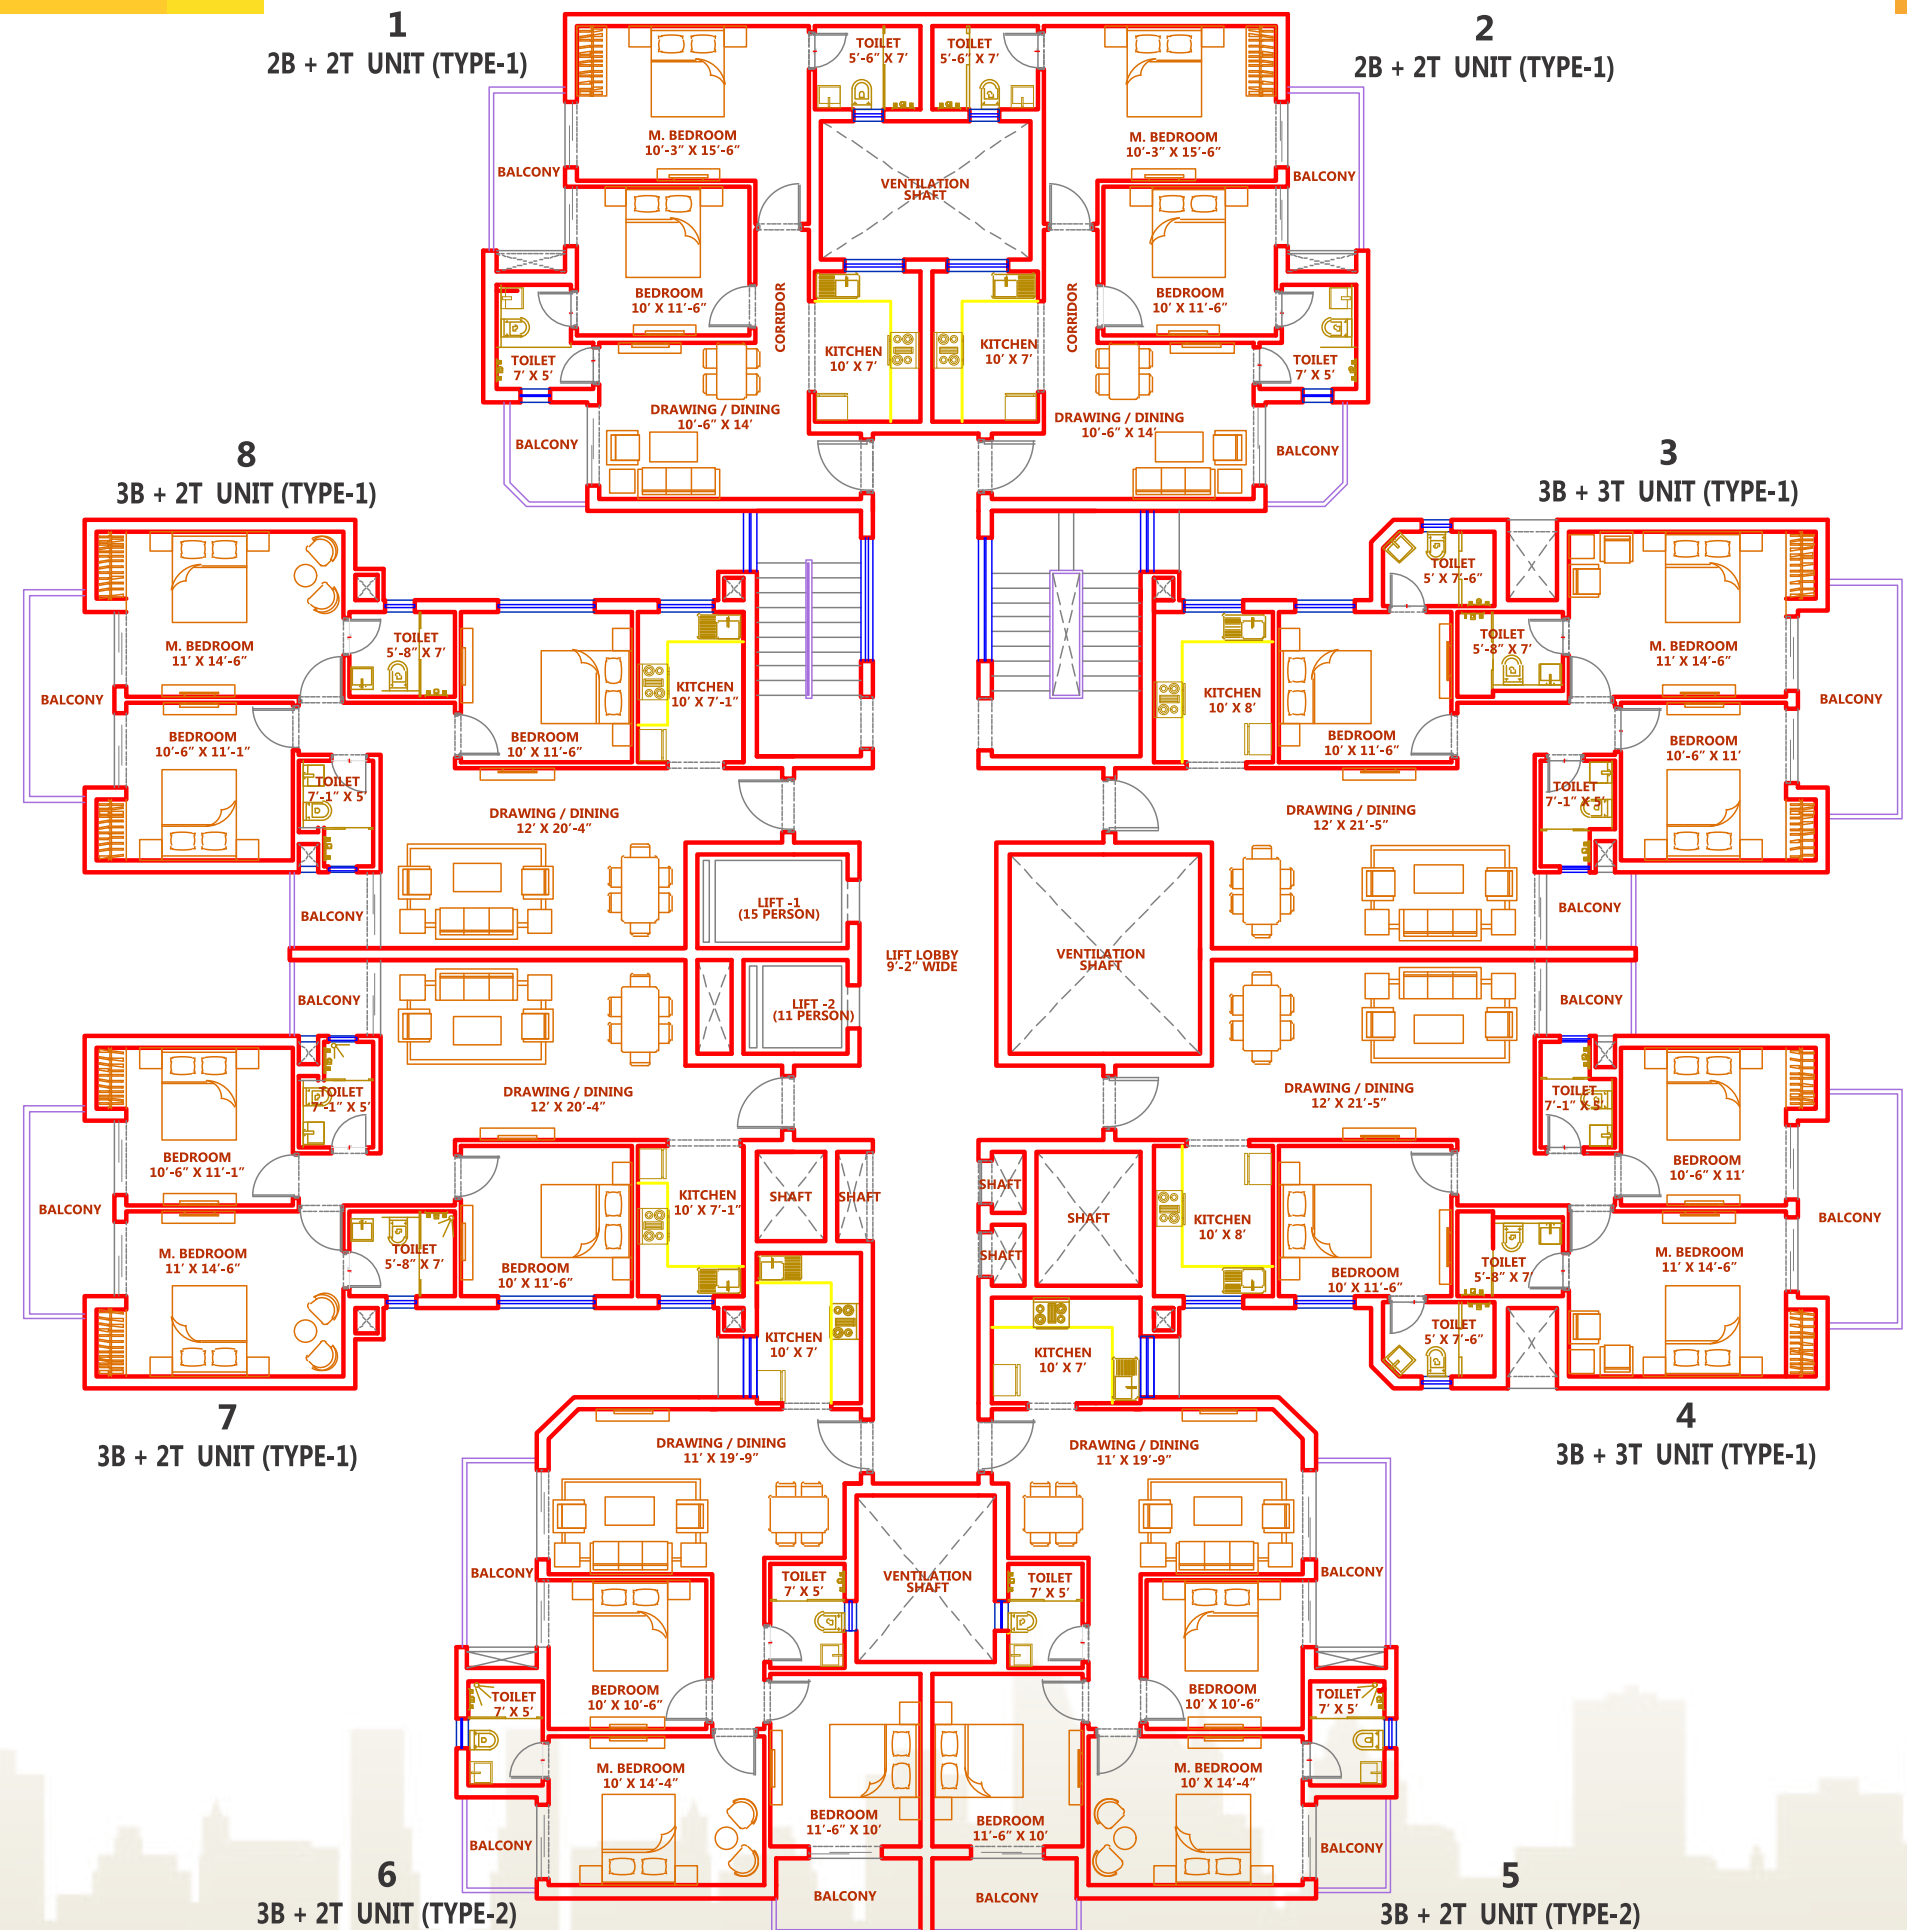 1
2B + 2T UNIT (TYPE-1)
2
2B + 2T UNIT (TYPE-1)
TOILET
5'-6" X 7'
TOILET
5'-6" X 7'
M. BEDROOM
10'-3" X 15'-6"
M. BEDROOM
10'-3" X 15'-6"
BALCONY
VENTILATION
SHAFT
BALCONY
BEDROOM
10' X 11'-6"
CORRIDOR
CORRIDOR
BEDROOM
10' X 11'-6"
TOILET
7' X 5'
KITCHEN
10' X 7'
KITCHEN
10' X 7'
TOILET
7' X 5'
DRAWING / DINING
10'-6" X 14'
DRAWING / DINING
10'-6" X 14'
BALCONY
BALCONY
8
3B + 2T UNIT (TYPE-1)
3
3B + 3T UNIT (TYPE-1)
TOILET
5' X 7'-6"
M. BEDROOM
11' X 14'-6"
TOILET
5'-8" X 7'
TOILET
5'-8" X 7'
M. BEDROOM
11' X 14'-6"
BALCONY
KITCHEN
10' X 7'-1"
KITCHEN
10' X 8'
BALCONY
BEDROOM
10'-6" X 11'-1"
BEDROOM
10' X 11'-6"
BEDROOM
10' X 11'-6"
BEDROOM
10'-6" X 11'
TOILET
7'-1" X 5'
TOILET
7'-1" X 5'
DRAWING / DINING
12' X 20'-4"
DRAWING / DINING
12' X 21'-5"
BALCONY
LIFT -1
(15 PERSON)
BALCONY
LIFT LOBBY
9'-2" WIDE
VENTILATION
SHAFT
BALCONY
LIFT -2
(11 PERSON)
BALCONY
TOILET
7'-1" X 5'
DRAWING / DINING
12' X 20'-4"
DRAWING / DINING
12' X 21'-5"
TOILET
7'-1" X 5'
BEDROOM
10'-6" X 11'-1"
BEDROOM
10'-6" X 11'
BALCONY
KITCHEN
10' X 7'-1"
SHAFT
SHAFT
SHAFT
SHAFT
SHAFT
KITCHEN
10' X 8'
BALCONY
M. BEDROOM
11' X 14'-6"
TOILET
5'-8" X 7'
BEDROOM
10' X 11'-6"
BEDROOM
10' X 11'-6"
TOILET
5'-8" X 7'
M. BEDROOM
11' X 14'-6"
TOILET
5' X 7'-6"
KITCHEN
10' X 7'
KITCHEN
10' X 7'
7
3B + 2T UNIT (TYPE-1)
4
3B + 3T UNIT (TYPE-1)
DRAWING / DINING
11' X 19'-9"
DRAWING / DINING
11' X 19'-9"
BALCONY
TOILET
7' X 5'
VENTILATION
SHAFT
TOILET
7' X 5'
BALCONY
BEDROOM
10' X 10'-6"
BEDROOM
10' X 10'-6"
TOILET
7' X 5'
TOILET
7' X 5'
M. BEDROOM
10' X 14'-4"
M. BEDROOM
10' X 14'-4"
BEDROOM
11'-6" X 10'
BEDROOM
11'-6" X 10'
BALCONY
BALCONY
BALCONY
BALCONY
6
3B + 2T UNIT (TYPE-2)
5
3B + 2T UNIT (TYPE-2)